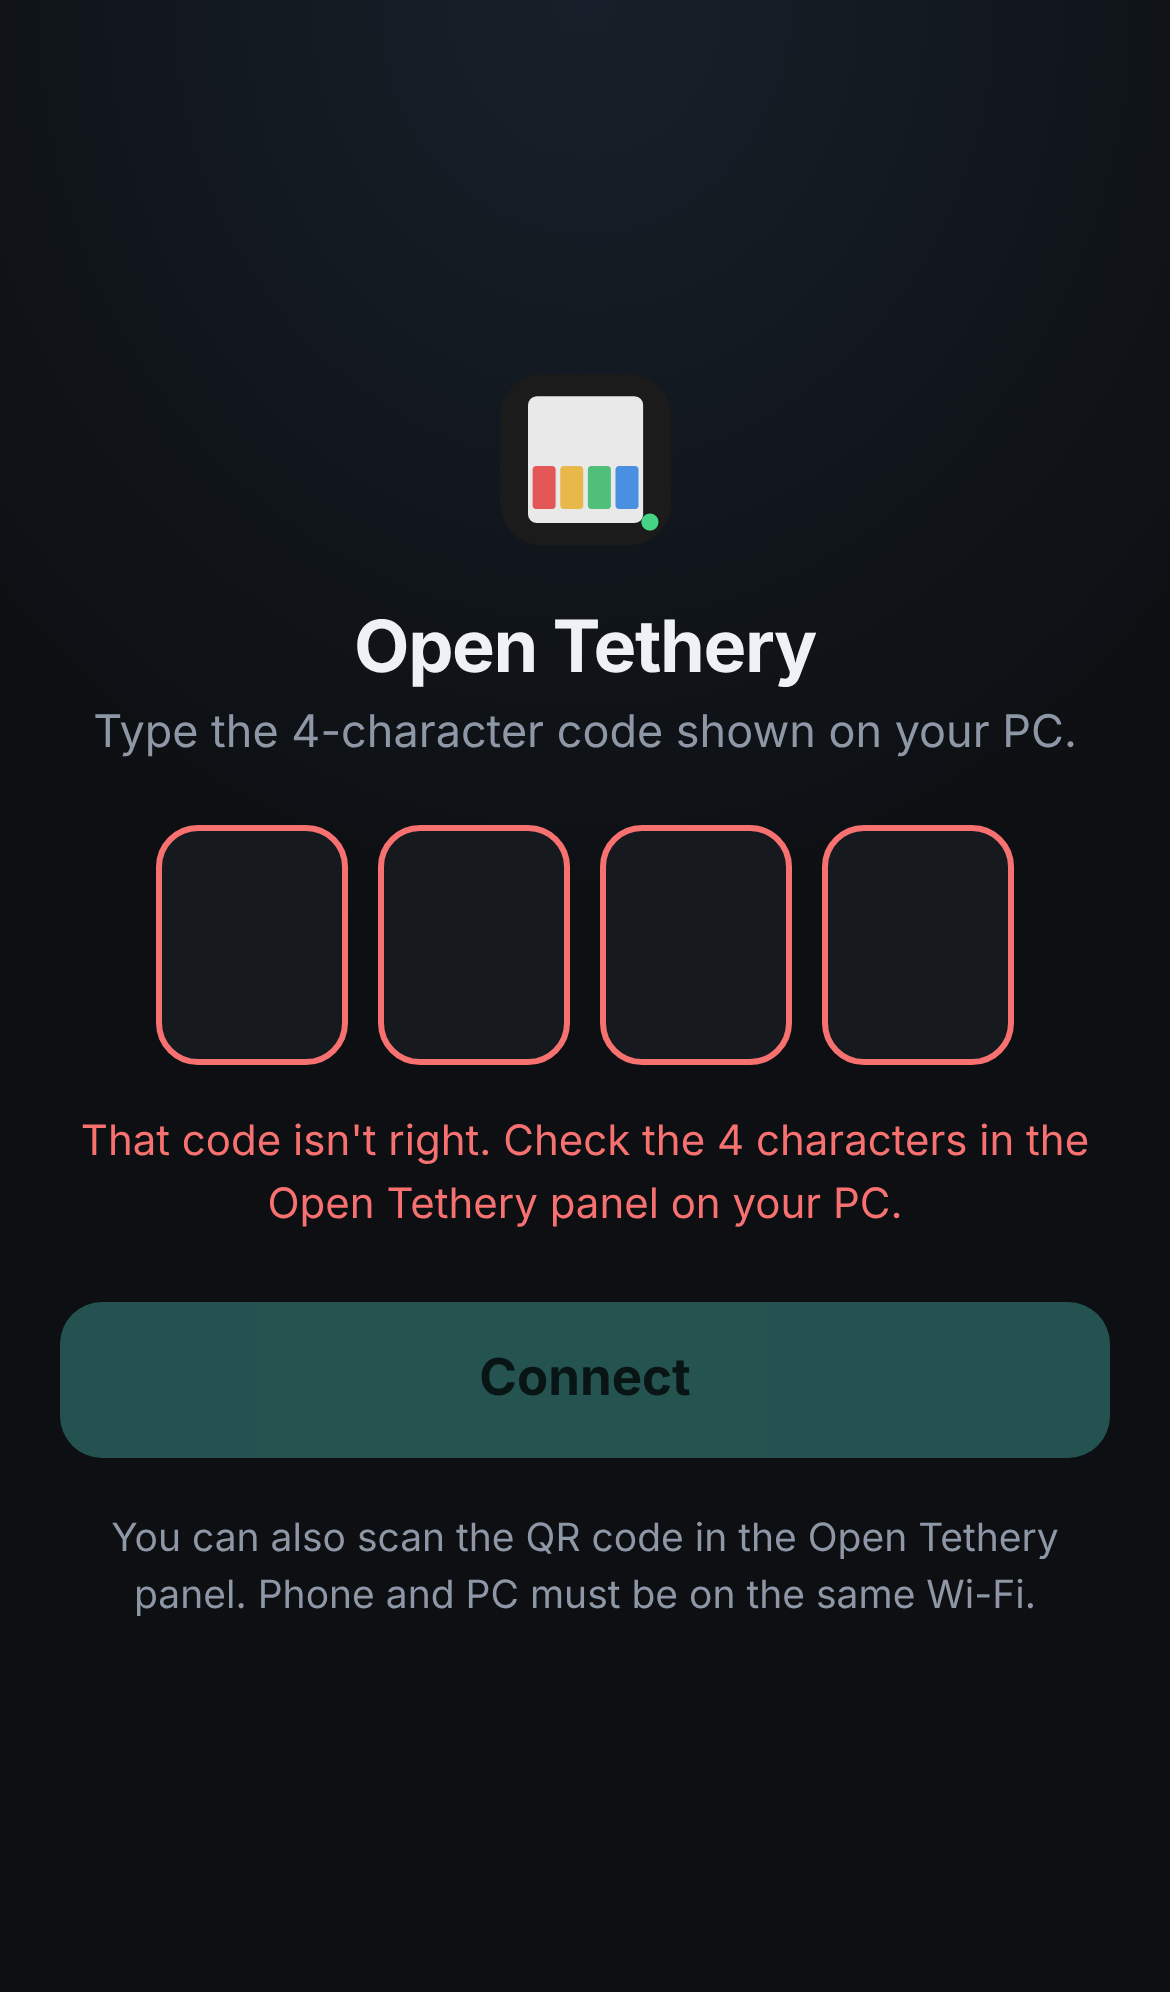 Open Tethery
Type the 4-character code shown on your PC.
That code isn't right. Check the 4 characters in the
Open Tethery panel on your PC.
Connect
You can also scan the QR code in the Open Tethery
panel. Phone and PC must be on the same Wi-Fi.